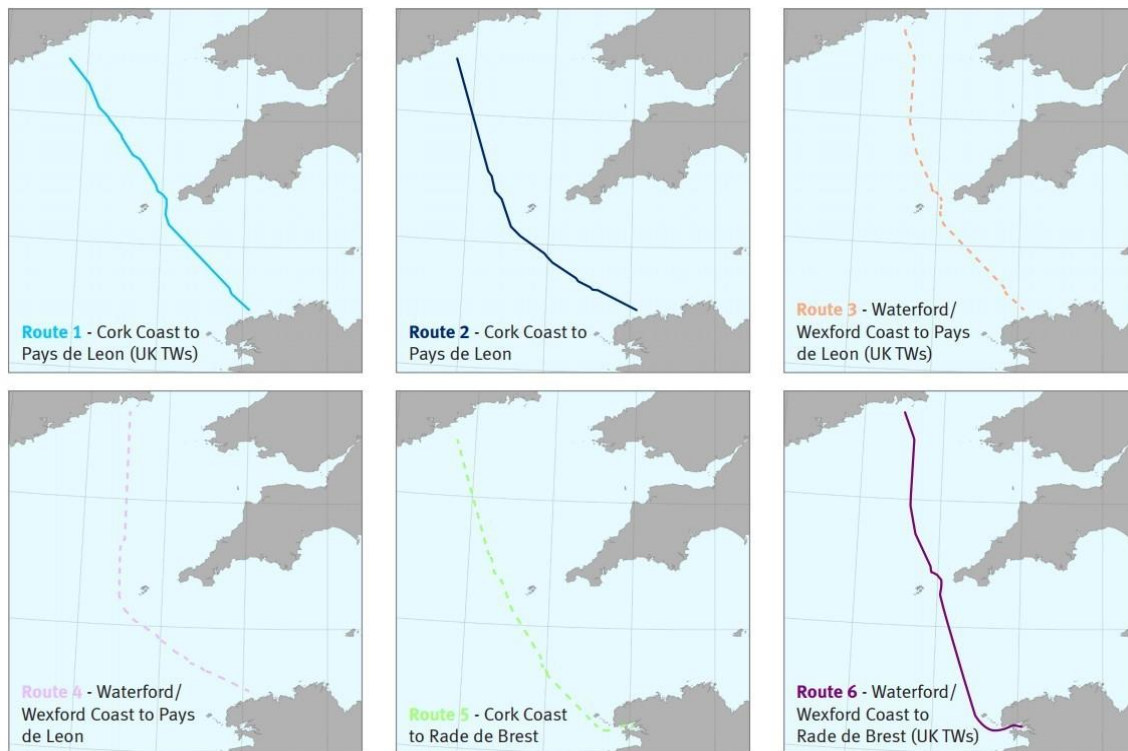 Route 1 - Cork Coast to
Pays de Leon (UK TWs)
Route 2 - Cork Coast to
Pays de Leon
Route 3 - Waterford/
Wexford Coast to Pays
de Leon (UK TWs)
Route 4 - Waterford/
Wexford Coast to Pays
de Leon
Route 5 - Cork Coast
to Rade de Brest
Route 6 - Waterford/
Wexford Coast to
Rade de Brest (UK TWs)